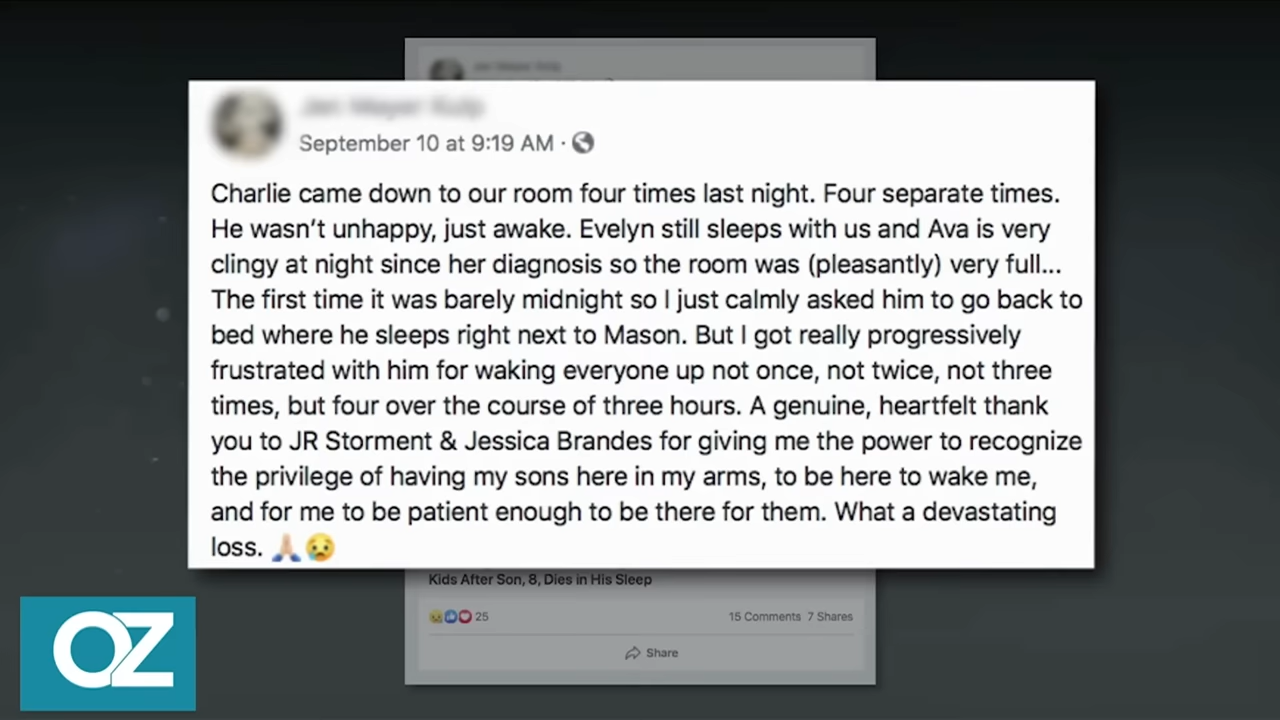 September 10 at 9:19 AM ·
Charlie came down to our room four times last night. Four separate times.
He wasn't unhappy, just awake. Evelyn still sleeps with us and Ava is very
clingy at night since her diagnosis so the room was (pleasantly) very full...
The first time it was barely midnight so I just calmly asked him to go back to
bed where he sleeps right next to Mason. But I got really progressively
frustrated with him for waking everyone up not once, not twice, not three
times, but four over the course of three hours. A genuine, heartfelt thank
you to JR Storment & Jessica Brandes for giving me the power to recognize
the privilege of having my sons here in my arms, to be here to wake me,
and for me to be patient enough to be there for them. What a devastating
loss. 🙏🏼😢
Kids After Son, 8, Dies in His Sleep
25 15 Comments 7 Shares
Share
OZ